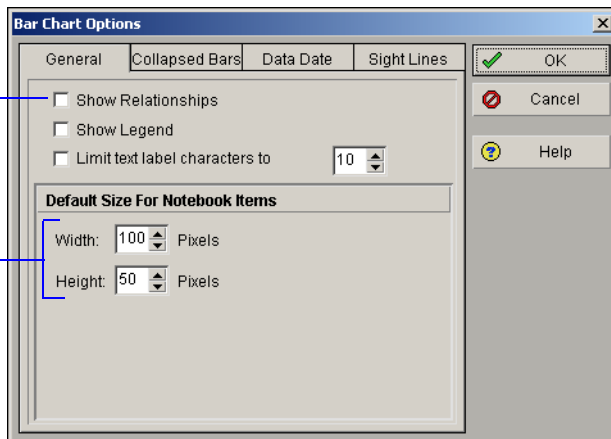 Bar Chart Options
General Collapsed Bars Data Date Sight Lines
OK
Show Relationships
Cancel
Show Legend
Limit text label characters to 10
Help
Default Size For Notebook Items
Width: 100 Pixels
Height: 50 Pixels